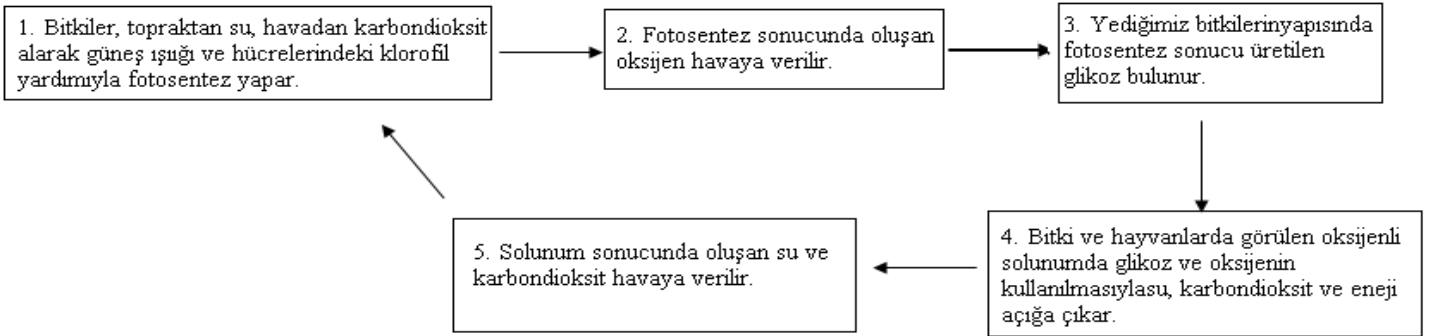 1. Bitkiler, topraktan su, havadan karbondioksit
alarak güneş ışığı ve hücrelerindeki klorofil
yardımıyla fotosentez yapar.
2. Fotosentez sonucunda oluşan
oksijen havaya verilir.
3. Yediğimiz bitkilerinyapısında
fotosentez sonucu üretilen
glikoz bulunur.
4. Bitki ve hayvanlarda görülen oksijenli
solunumda glikoz ve oksijenin
kullanılmasıylasu, karbondioksit ve eneji
açığa çıkar.
5. Solunum sonucunda oluşan su ve
karbondioksit havaya verilir.